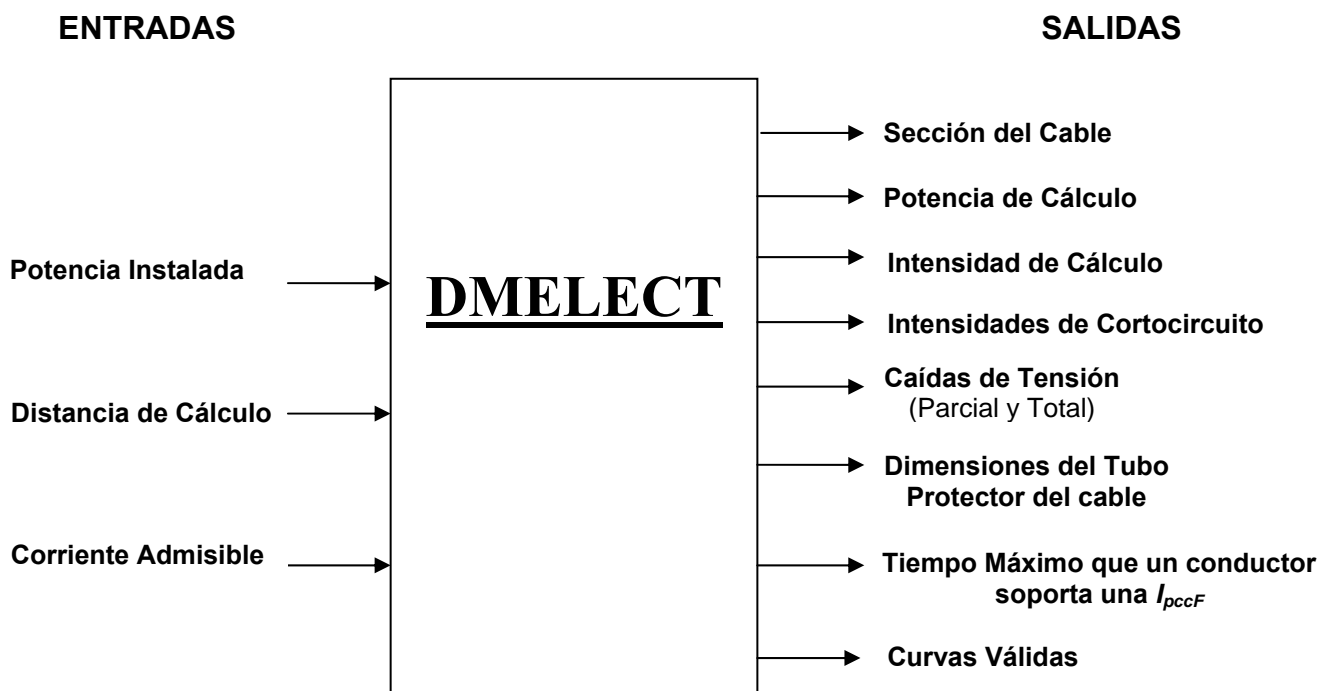 ENTRADAS
SALIDAS
Potencia Instalada
Distancia de Cálculo
Corriente Admisible
DMELECT
Sección del Cable
Potencia de Cálculo
Intensidad de Cálculo
Intensidades de Cortocircuito
Caídas de Tensión
(Parcial y Total)
Dimensiones del Tubo
Protector del cable
Tiempo Máximo que un conductor
soporta una IpccF
Curvas Válidas